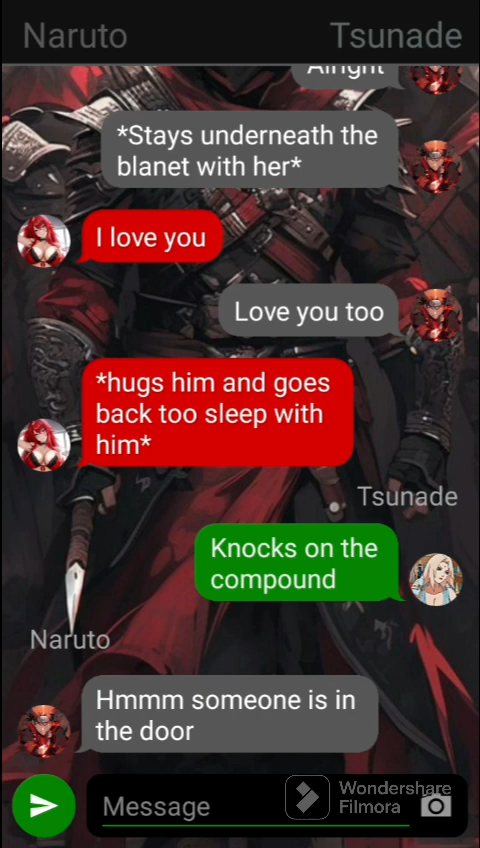 Naruto
Tsunade
Alright
*Stays underneath the
blanet with her*
I love you
Love you too
*hugs him and goes
back too sleep with
him*
Tsunade
Knocks on the
compound
Naruto
Hmmm someone is in
the door
Message
Wondershare
Filmora